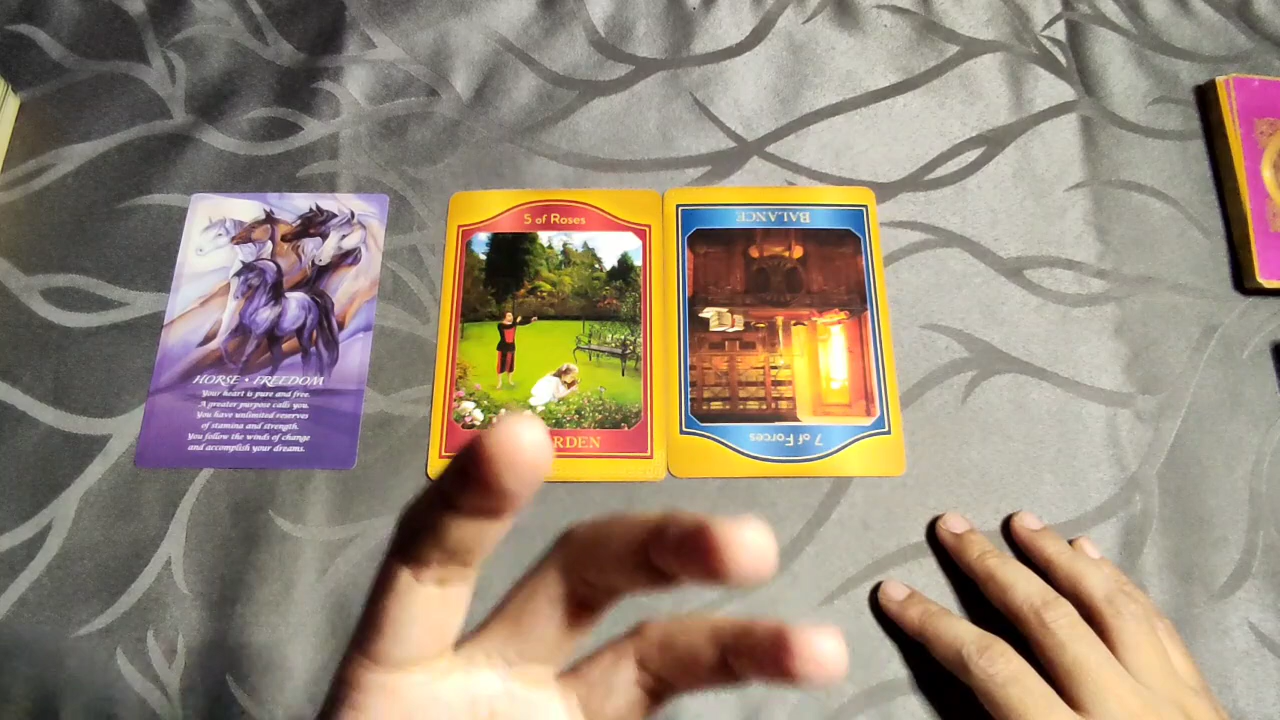 HORSE • FREEDOM
Your heart is pure and free.
A greater purpose calls you.
You have unlimited reserves
of stamina and strength.
You follow the winds of change
and accomplish your dreams.
5 of Roses
RDEN
BALANCE
7 of Forces